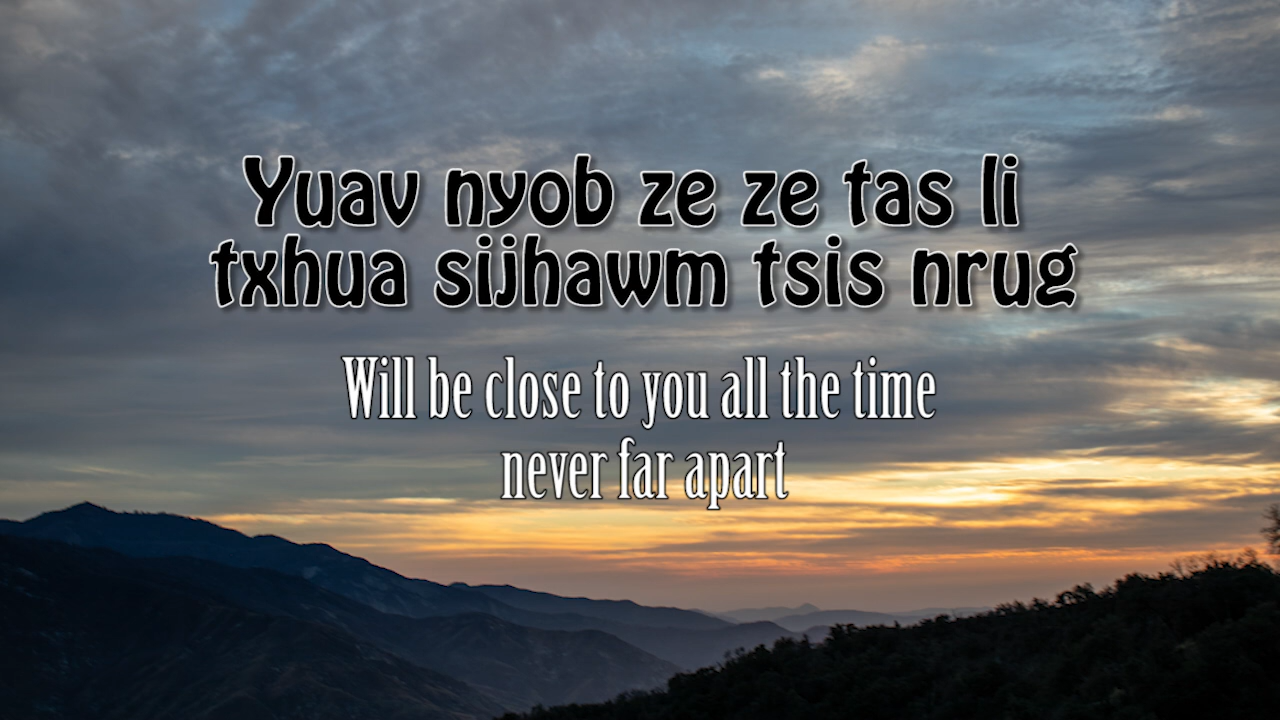 Yuav nyob ze ze tas li
txhua sijhawm tsis nrug
Will be close to you all the time
never far apart